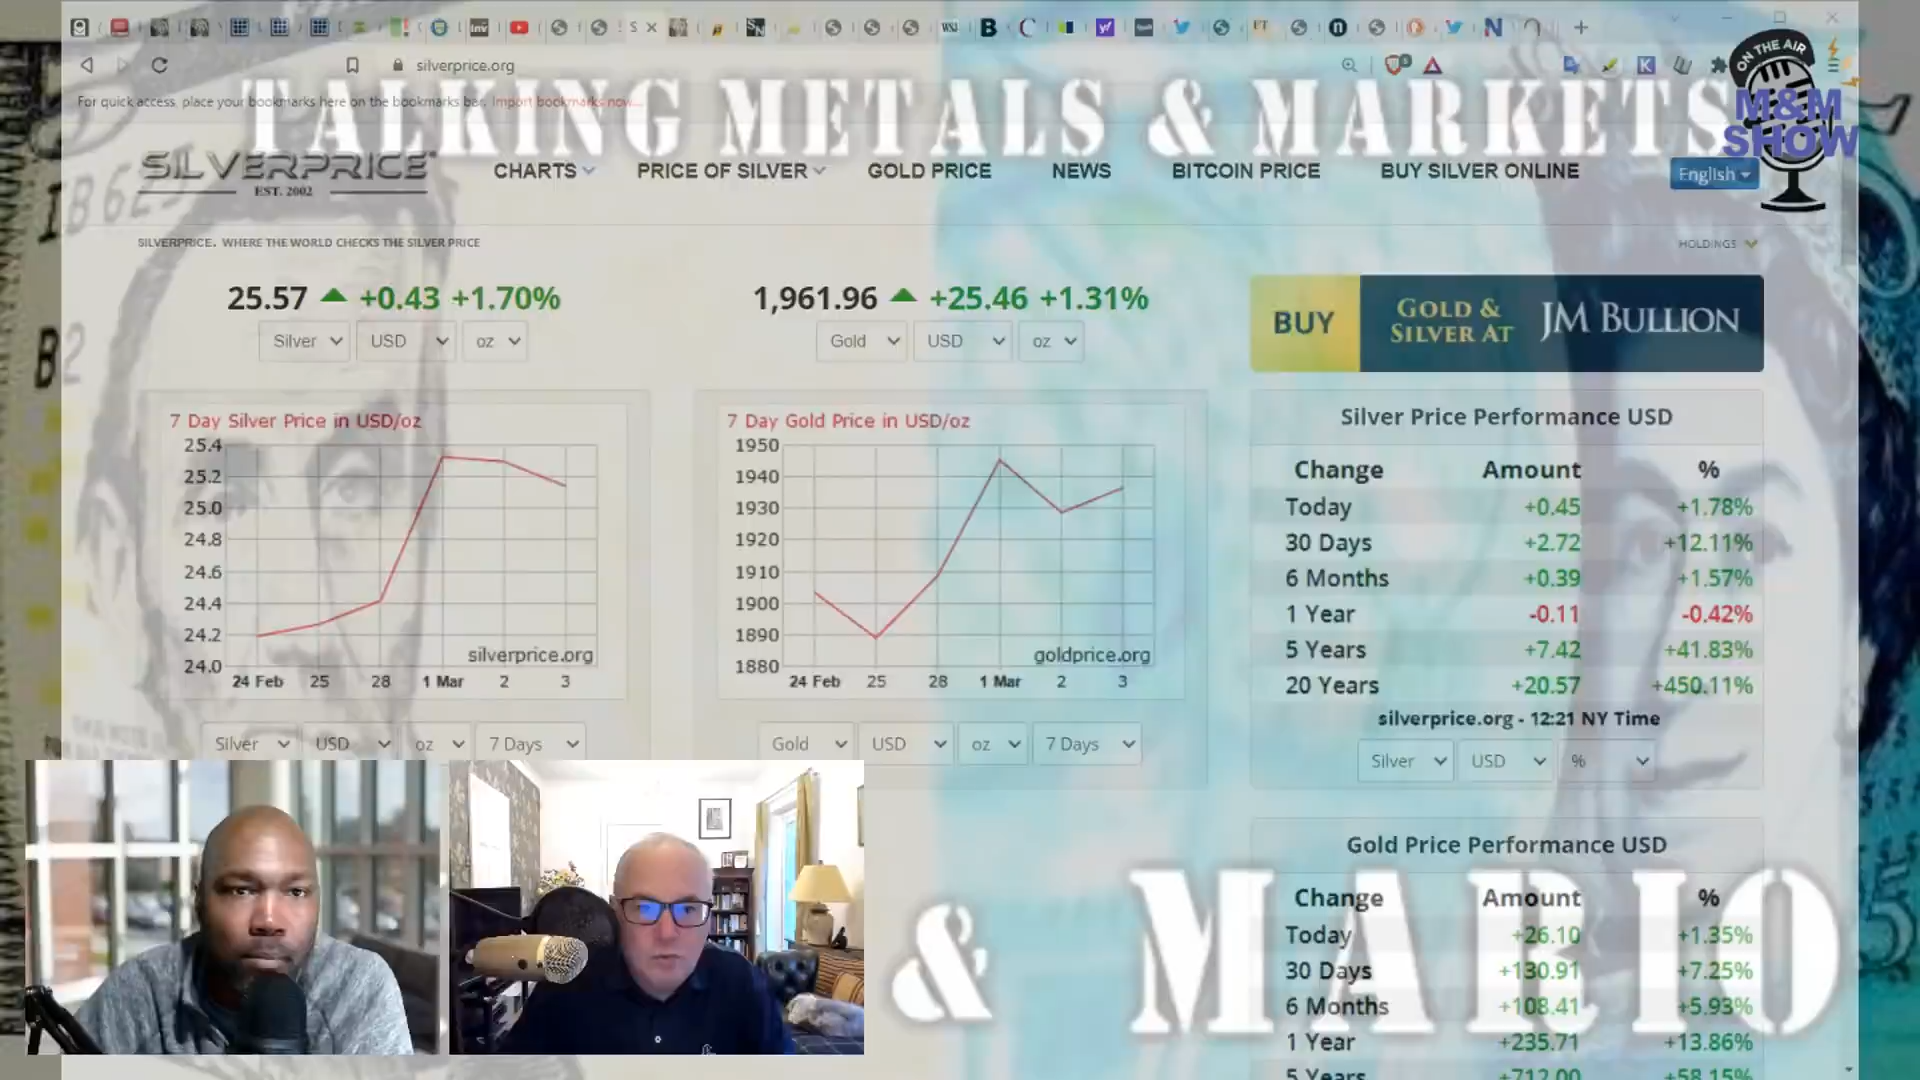 silverprice.org
For quick access, place your bookmarks here on the bookmarks bar. Import bookmarks now...
TALKING METALS & MARKETS
ON THE AIR
M&M
SHOW
SILVERPRICE
EST. 2002
CHARTS
PRICE OF SILVER
GOLD PRICE
NEWS
BITCOIN PRICE
BUY SILVER ONLINE
English
SILVERPRICE. WHERE THE WORLD CHECKS THE SILVER PRICE
HOLDINGS
25.57 +0.43 +1.70%
Silver USD oz
1,961.96 +25.46 +1.31%
Gold USD oz
BUY
GOLD &
SILVER AT
JM BULLION
7 Day Silver Price in USD/oz
25.4
25.2
25.0
24.8
24.6
24.4
24.2
24.0
silverprice.org
24 Feb 25 28 1 Mar 2 3
Silver USD oz 7 Days
7 Day Gold Price in USD/oz
1950
1940
1930
1920
1910
1900
1890
1880
goldprice.org
24 Feb 25 28 1 Mar 2 3
Gold USD oz 7 Days
Silver Price Performance USD
Change Amount %
Today +0.45 +1.78%
30 Days +2.72 +12.11%
6 Months +0.39 +1.57%
1 Year -0.11 -0.42%
5 Years +7.42 +41.83%
20 Years +20.57 +450.11%
silverprice.org - 12:21 NY Time
Silver USD %
Gold Price Performance USD
Change Amount %
Today +26.10 +1.35%
30 Days +130.91 +7.25%
6 Months +108.41 +5.93%
1 Year +235.71 +13.86%
5 Years +712.00 +58.15%
& MARIO